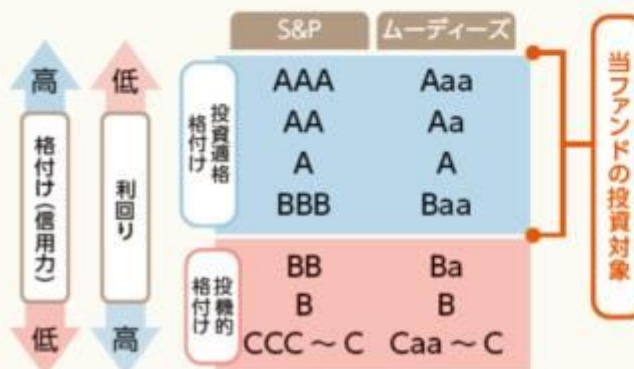 S&P ムーディーズ
高 低
格付け(信用力)
利回り
低 高
投資適格
格付け
AAA Aaa
AA Aa
A A
BBB Baa
投機的
格付け
BB Ba
B B
CCC ~ C Caa ~ C
当ファンドの投資対象